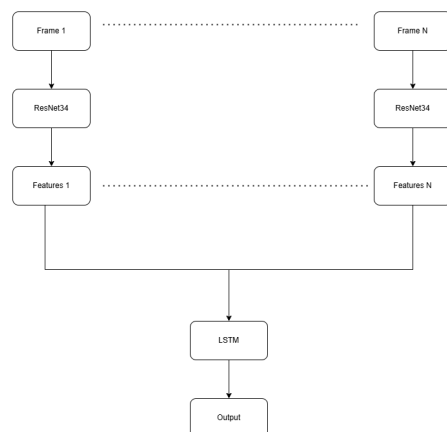 Frame 1
Frame N
ResNet34
ResNet34
Features 1
Features N
LSTM
Output